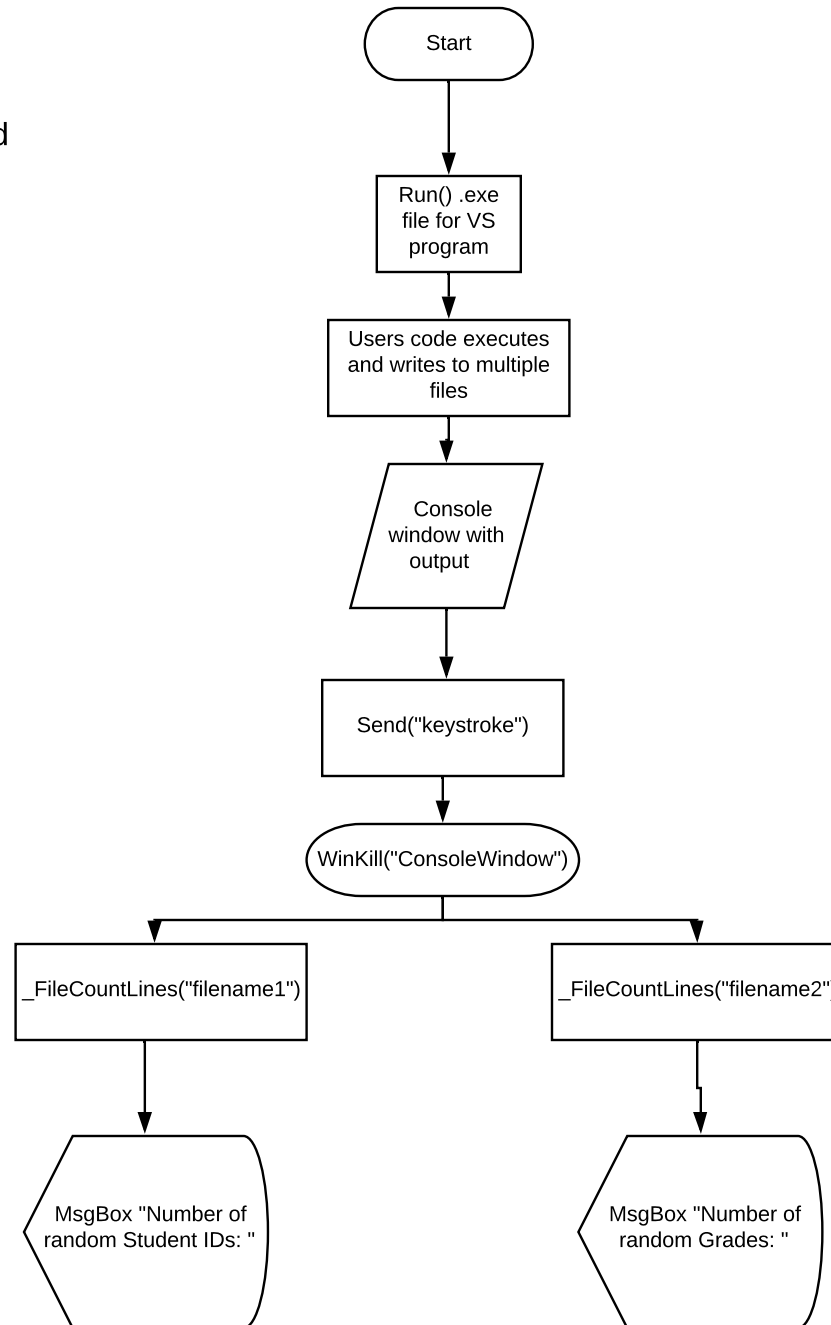 Start
d
Run() .exe
file for VS
program
Users code executes
and writes to multiple
files
Console
window with
output
Send("keystroke")
WinKill("ConsoleWindow")
_FileCountLines("filename1")
_FileCountLines("filename2")
MsgBox "Number of
random Student IDs: "
MsgBox "Number of
random Grades: "